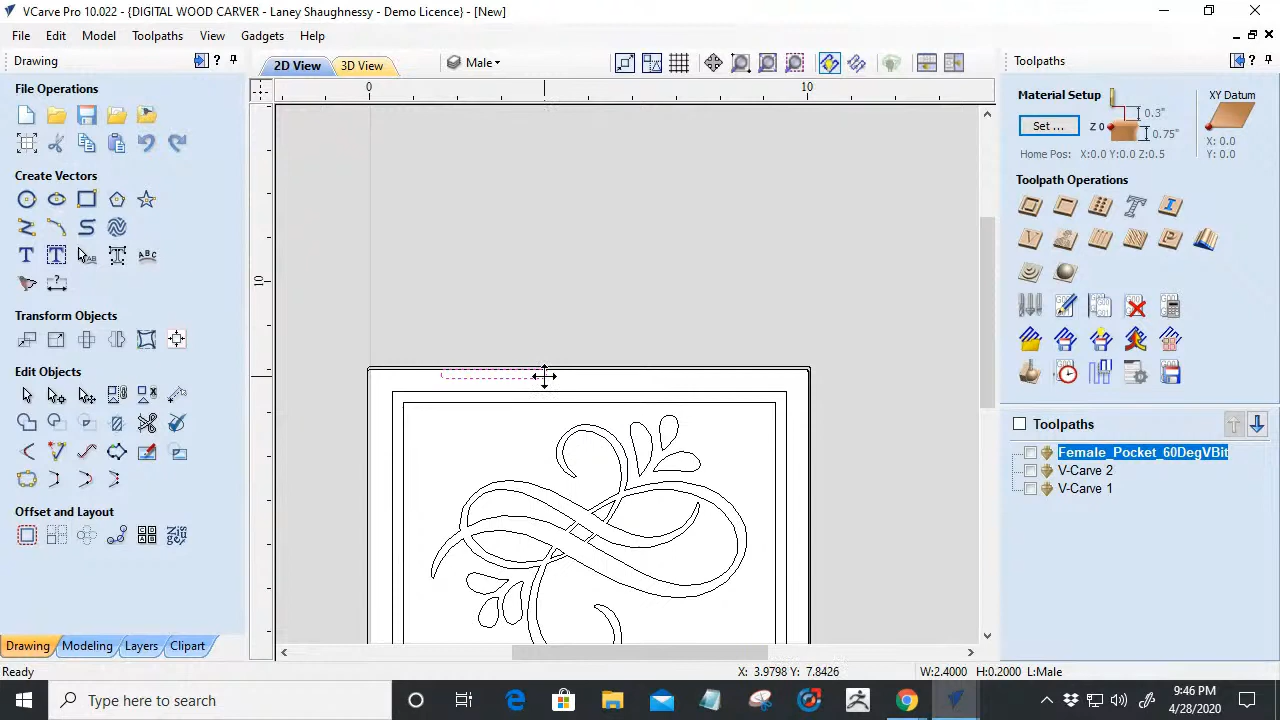 VCarve Pro 10.022 - {DIGITAL WOOD CARVER - Laney Shaughnessy - Demo Licence} - [New]
File Edit Model Toolpaths View Gadgets Help
Drawing
2D View 3D View Male
Toolpaths
File Operations
Create Vectors
Transform Objects
Edit Objects
Offset and Layout
Drawing Modeling Layers Clipart
0 10
10
Material Setup
Set ...
Z 0
0.3"
0.75"
XY Datum
X: 0.0
Y: 0.0
Home Pos: X:0.0 Y:0.0 Z:0.5
Toolpath Operations
Toolpaths
Female_Pocket_60DegVBit
V-Carve 2
V-Carve 1
Ready
X: 3.9798 Y: 7.8426
W:2.4000 H:0.2000 L:Male
Type here to search
9:46 PM
4/28/2020